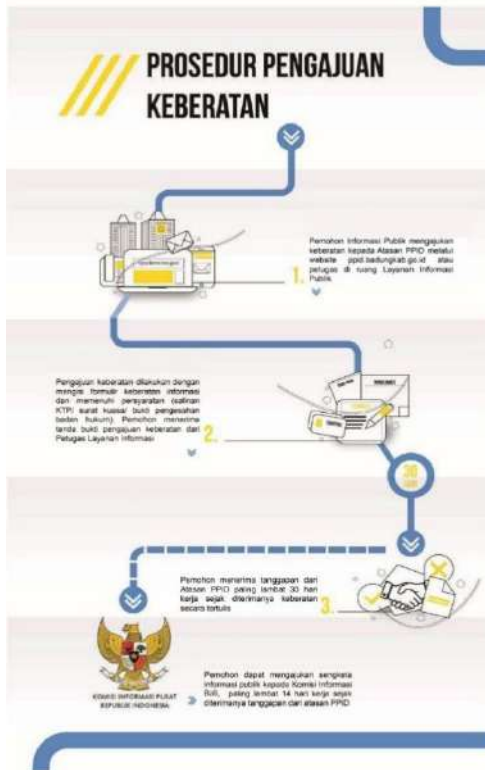 PROSEDUR PENGAJUAN
KEBERATAN
Pemohon Informasi Publik mengajukan
keberatan kepada Atasan PPID melalui
website ppid.badungkab.go.id atau
petugas di ruang Layanan Informasi
Publik
1.
Pengajuan keberatan dilakukan dengan
mengisi formulir keberatan informasi
dan memenuhi persyaratan (salinan
KTP/ surat kuasa/ bukti pengesahan
badan hukum). Pemohon menerima
tanda bukti pengajuan keberatan dari
Petugas Layanan Informasi
2.
30
Pemohon menerima tanggapan dari
Atasan PPID paling lambat 30 hari
kerja sejak diterimanya keberatan
secara tertulis
3.
KOMISI INFORMASI PUSAT
REPUBLIK INDONESIA
Pemohon dapat mengajukan sengketa
informasi publik kepada Komisi Informasi
Bali, paling lambat 14 hari kerja sejak
diterimanya tanggapan dari atasan PPID